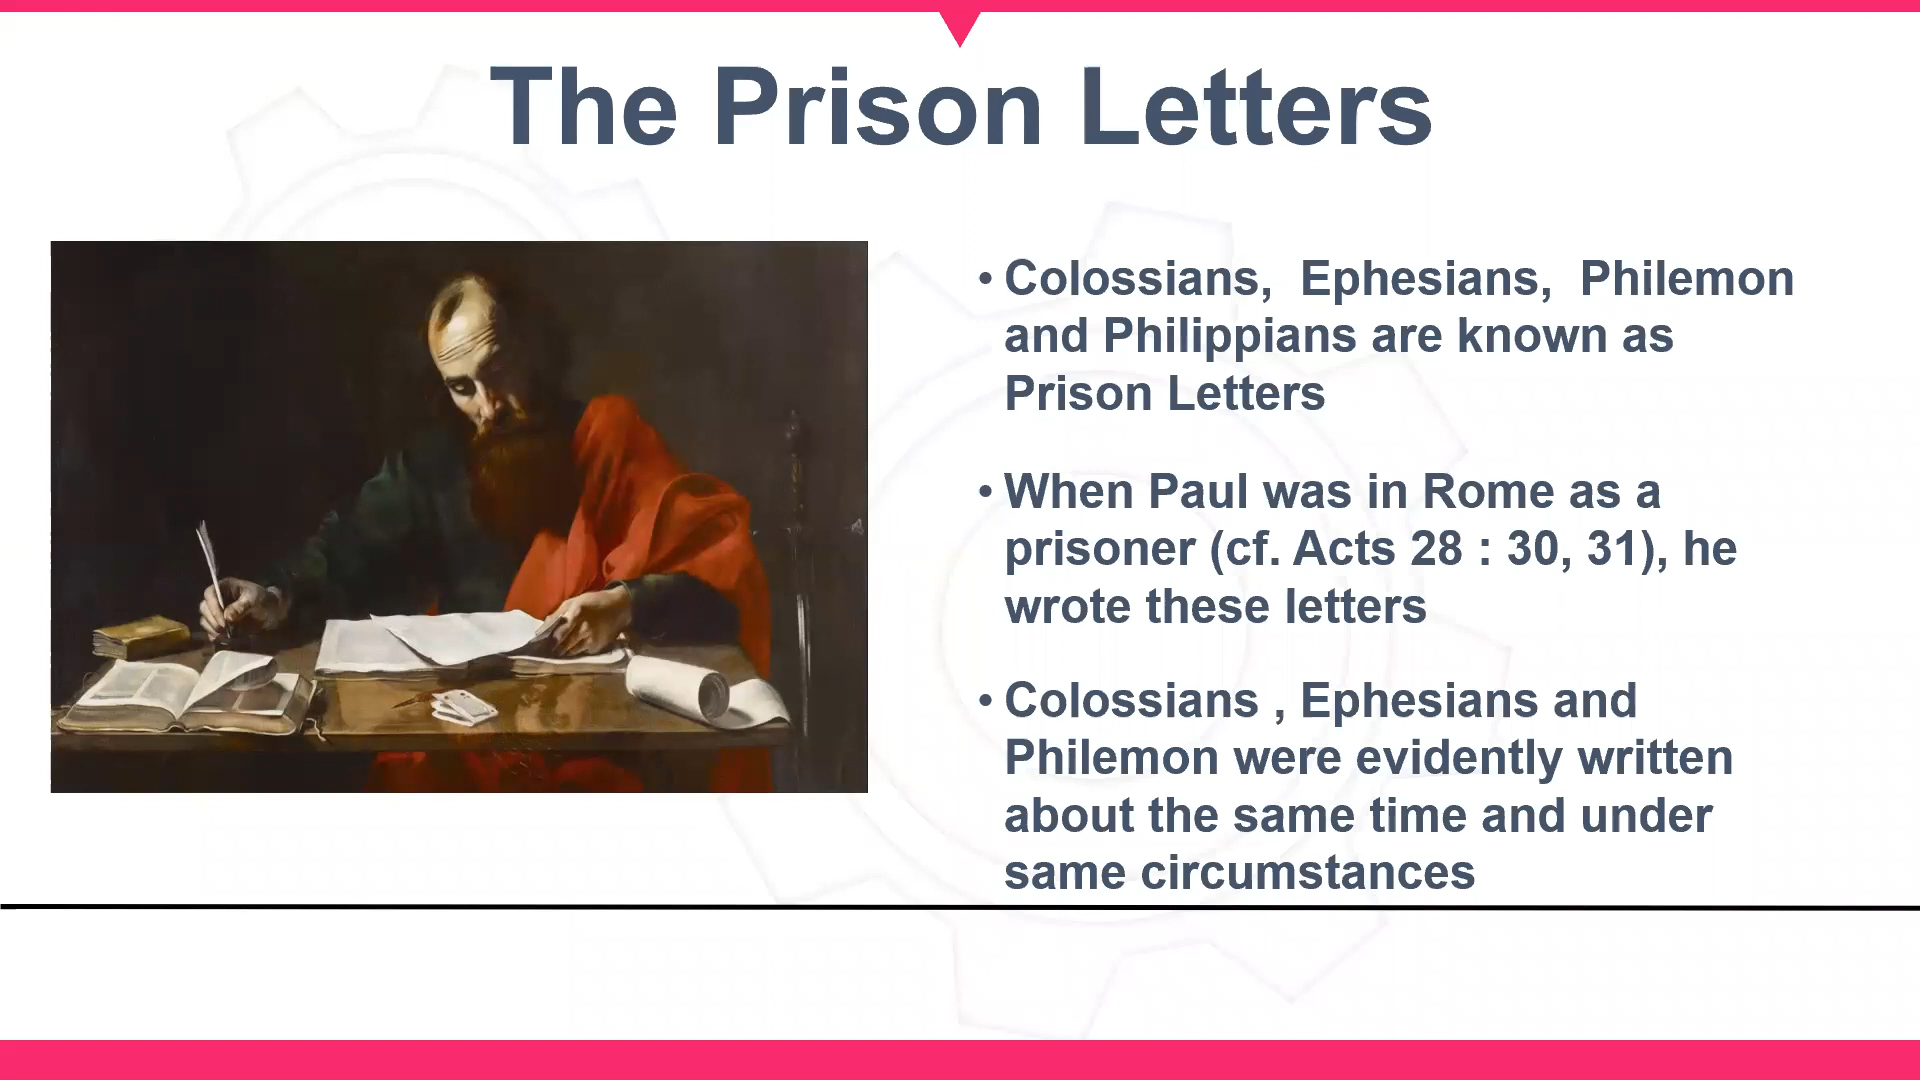 The Prison Letters
• Colossians, Ephesians, Philemon
and Philippians are known as
Prison Letters
• When Paul was in Rome as a
prisoner (cf. Acts 28 : 30, 31), he
wrote these letters
• Colossians , Ephesians and
Philemon were evidently written
about the same time and under
same circumstances